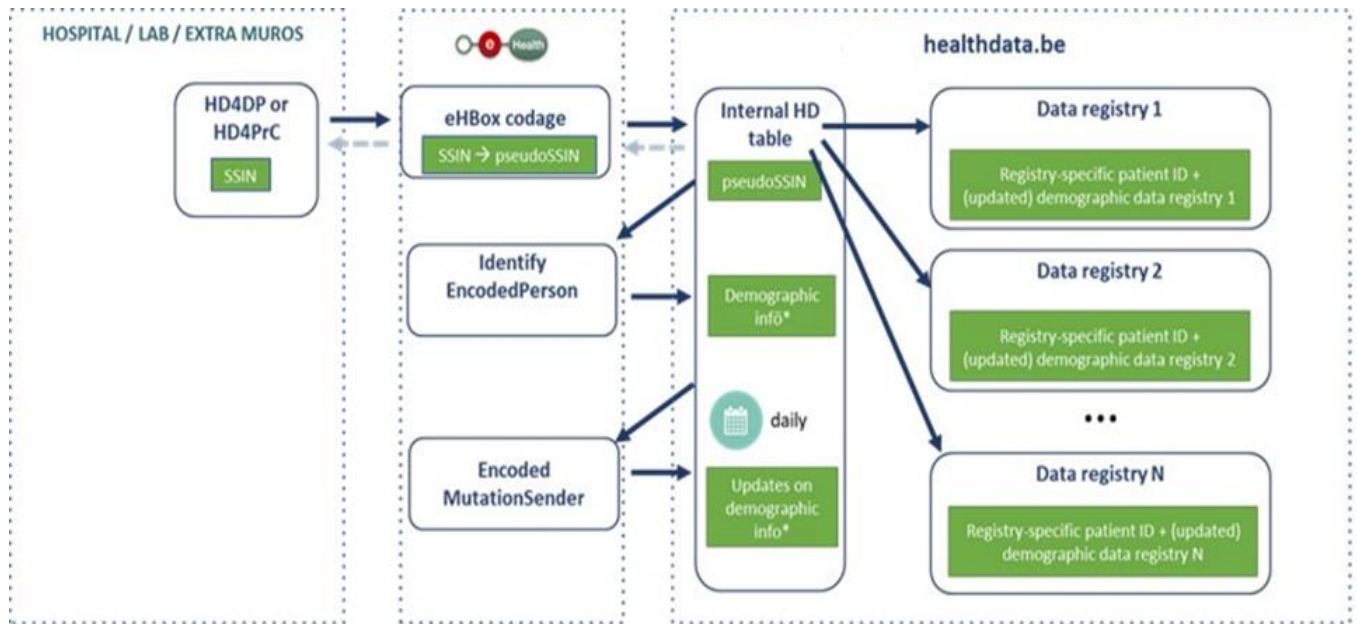 HOSPITAL / LAB / EXTRA MUROS
HD4DP or
HD4PrC
SSIN
e Health
eHBox codage
SSIN → pseudoSSIN
Identify
EncodedPerson
Encoded
MutationSender
healthdata.be
Internal HD
table
pseudoSSIN
Demographic
infō*
daily
Updates on
demographic
info*
Data registry 1
Registry-specific patient ID +
(updated) demographic data registry 1
Data registry 2
Registry-specific patient ID +
(updated) demographic data registry 2
...
Data registry N
Registry-specific patient ID + (updated)
demographic data registry N